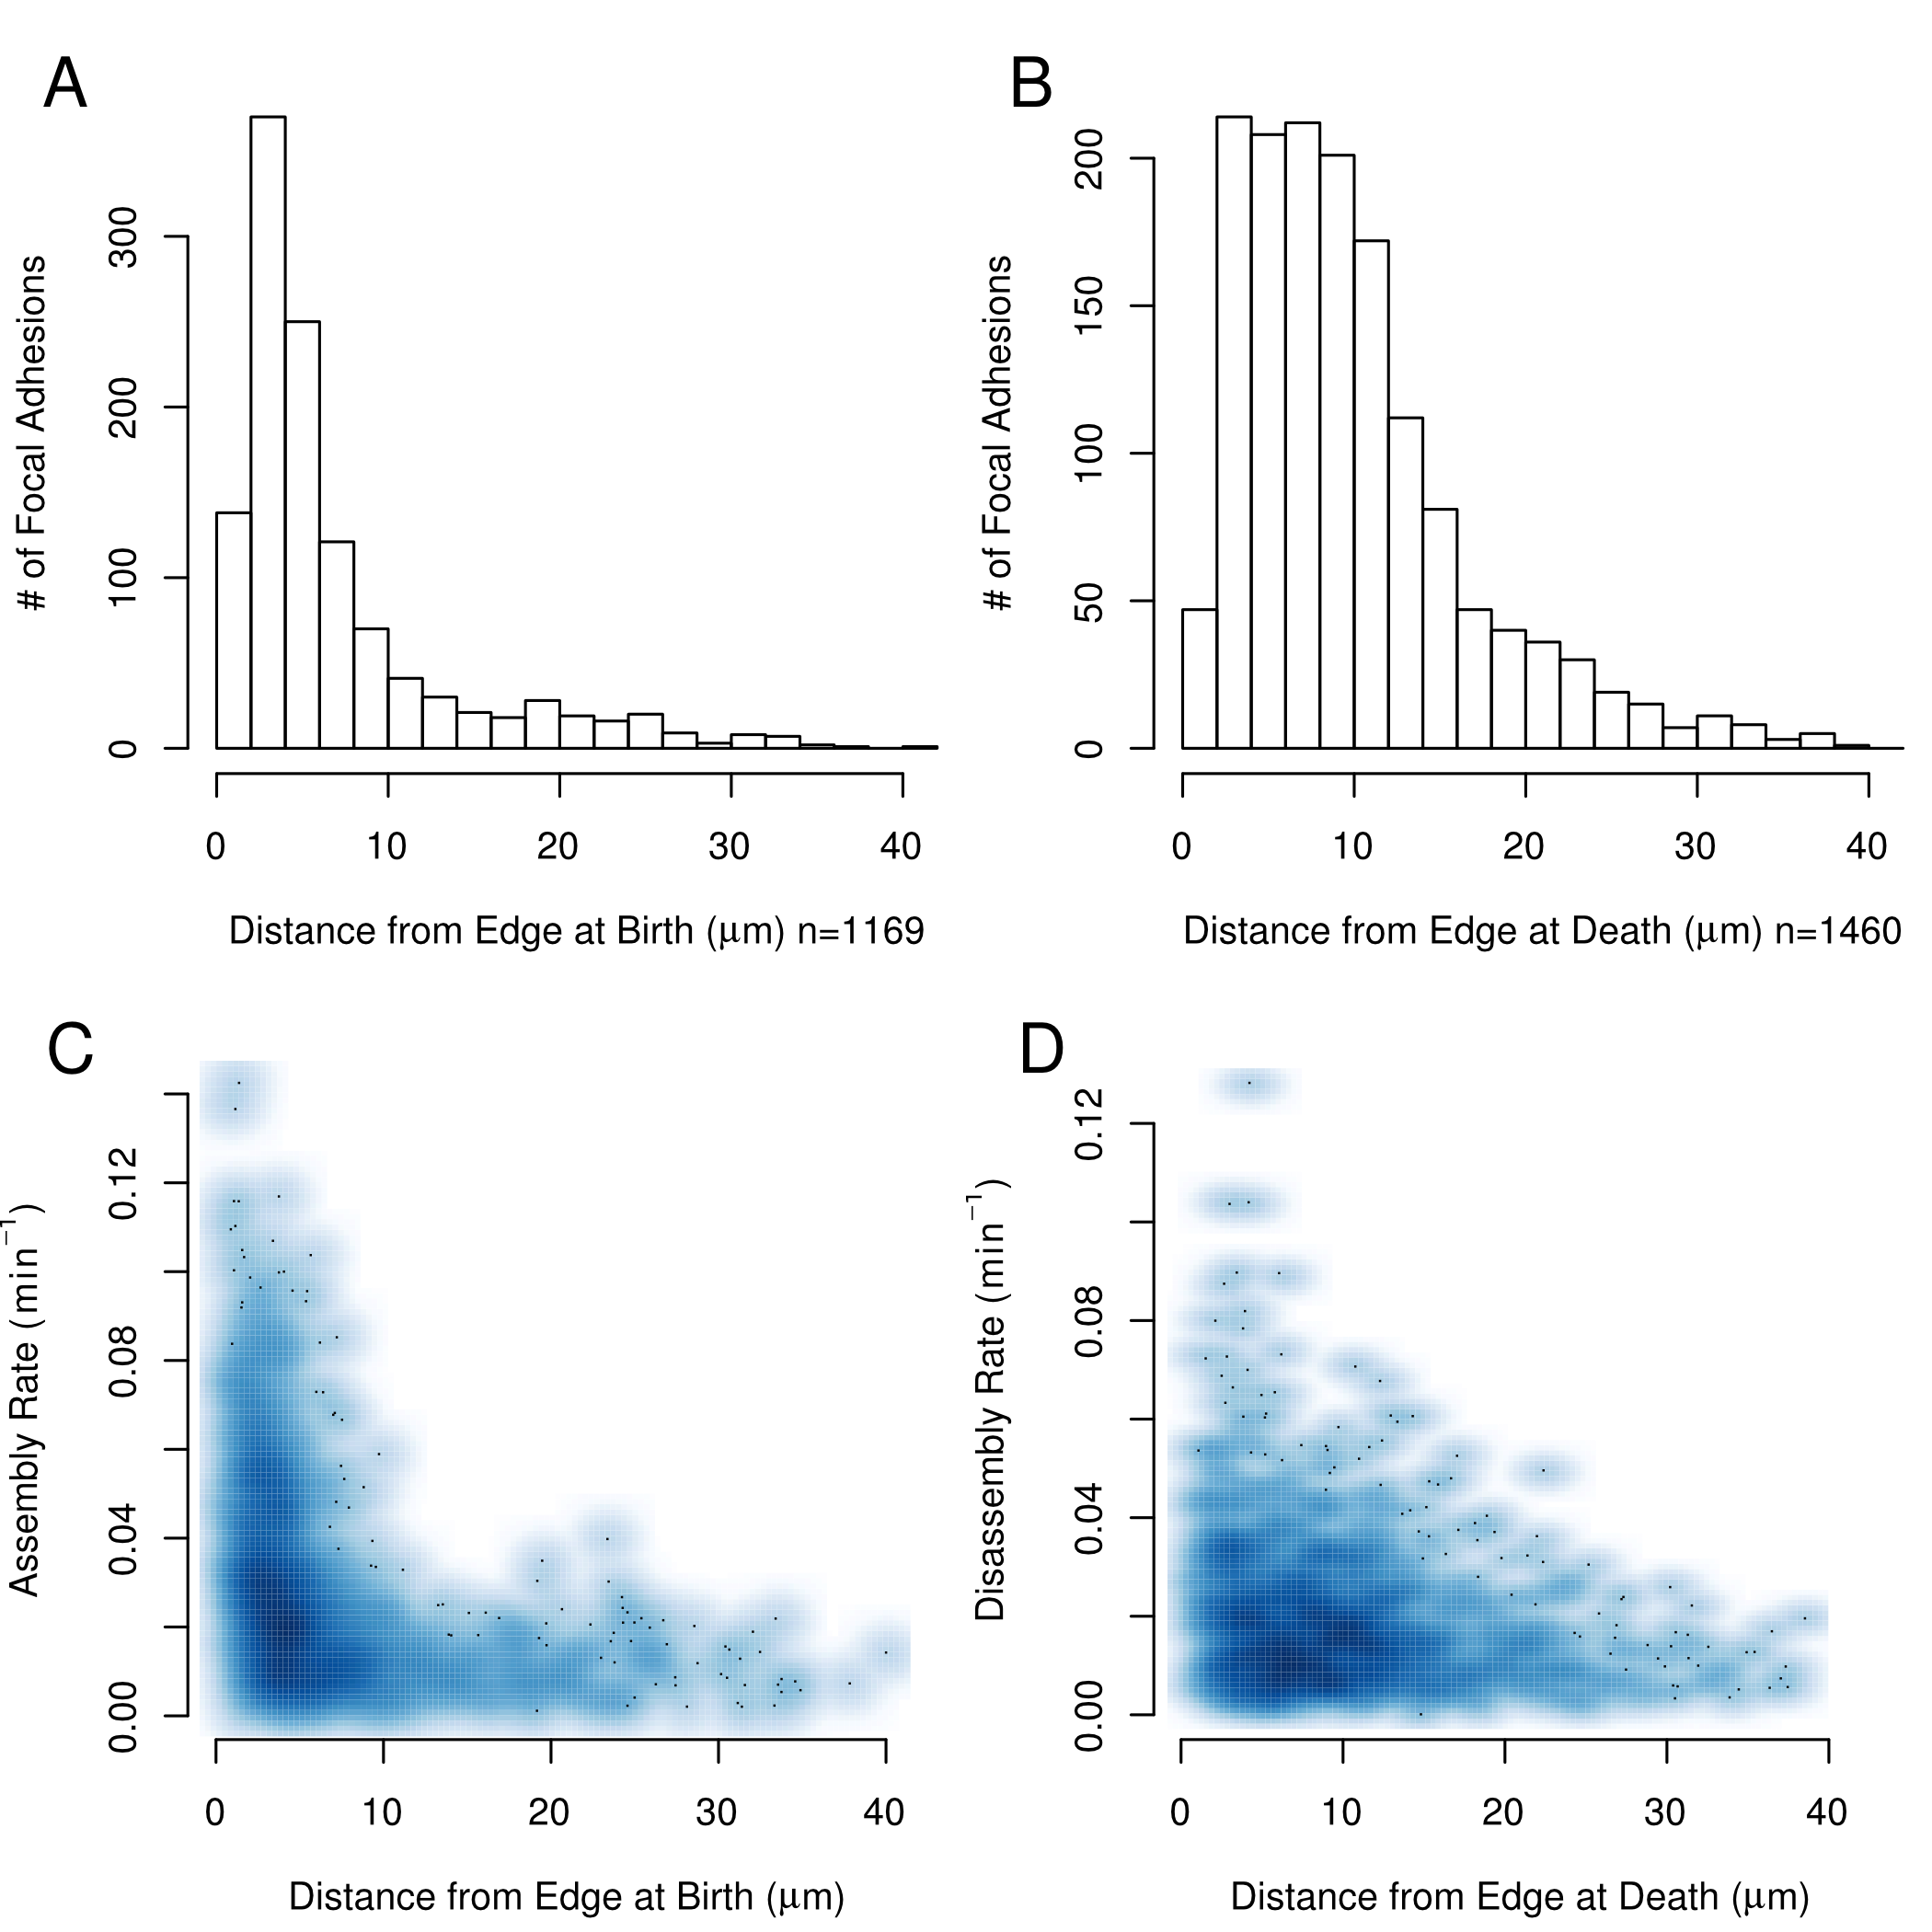 A
# of Focal Adhesions
0 100 200 300
0 10 20 30 40
Distance from Edge at Birth (μm) n=1169
B
# of Focal Adhesions
0 50 100 150 200
0 10 20 30 40
Distance from Edge at Death (μm) n=1460
C
Assembly Rate (min⁻¹)
0.00 0.04 0.08 0.12
0 10 20 30 40
Distance from Edge at Birth (μm)
D
Disassembly Rate (min⁻¹)
0.00 0.04 0.08 0.12
0 10 20 30 40
Distance from Edge at Death (μm)